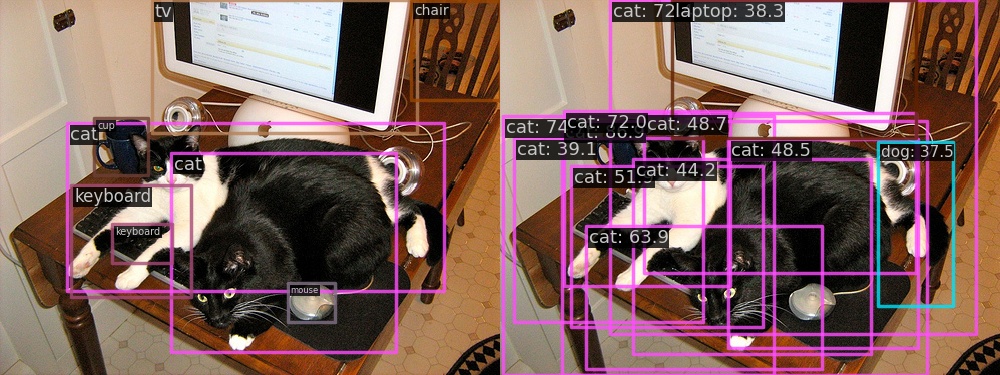 tv
chair
cup
cat
cat
keyboard
keyboard
mouse
cat: 72
laptop: 38.3
cat: 74
cat: 72.0
cat: 48.7
cat: 39.1
cat: 48.5
dog: 37.5
cat: 51.
cat: 44.2
cat: 63.9